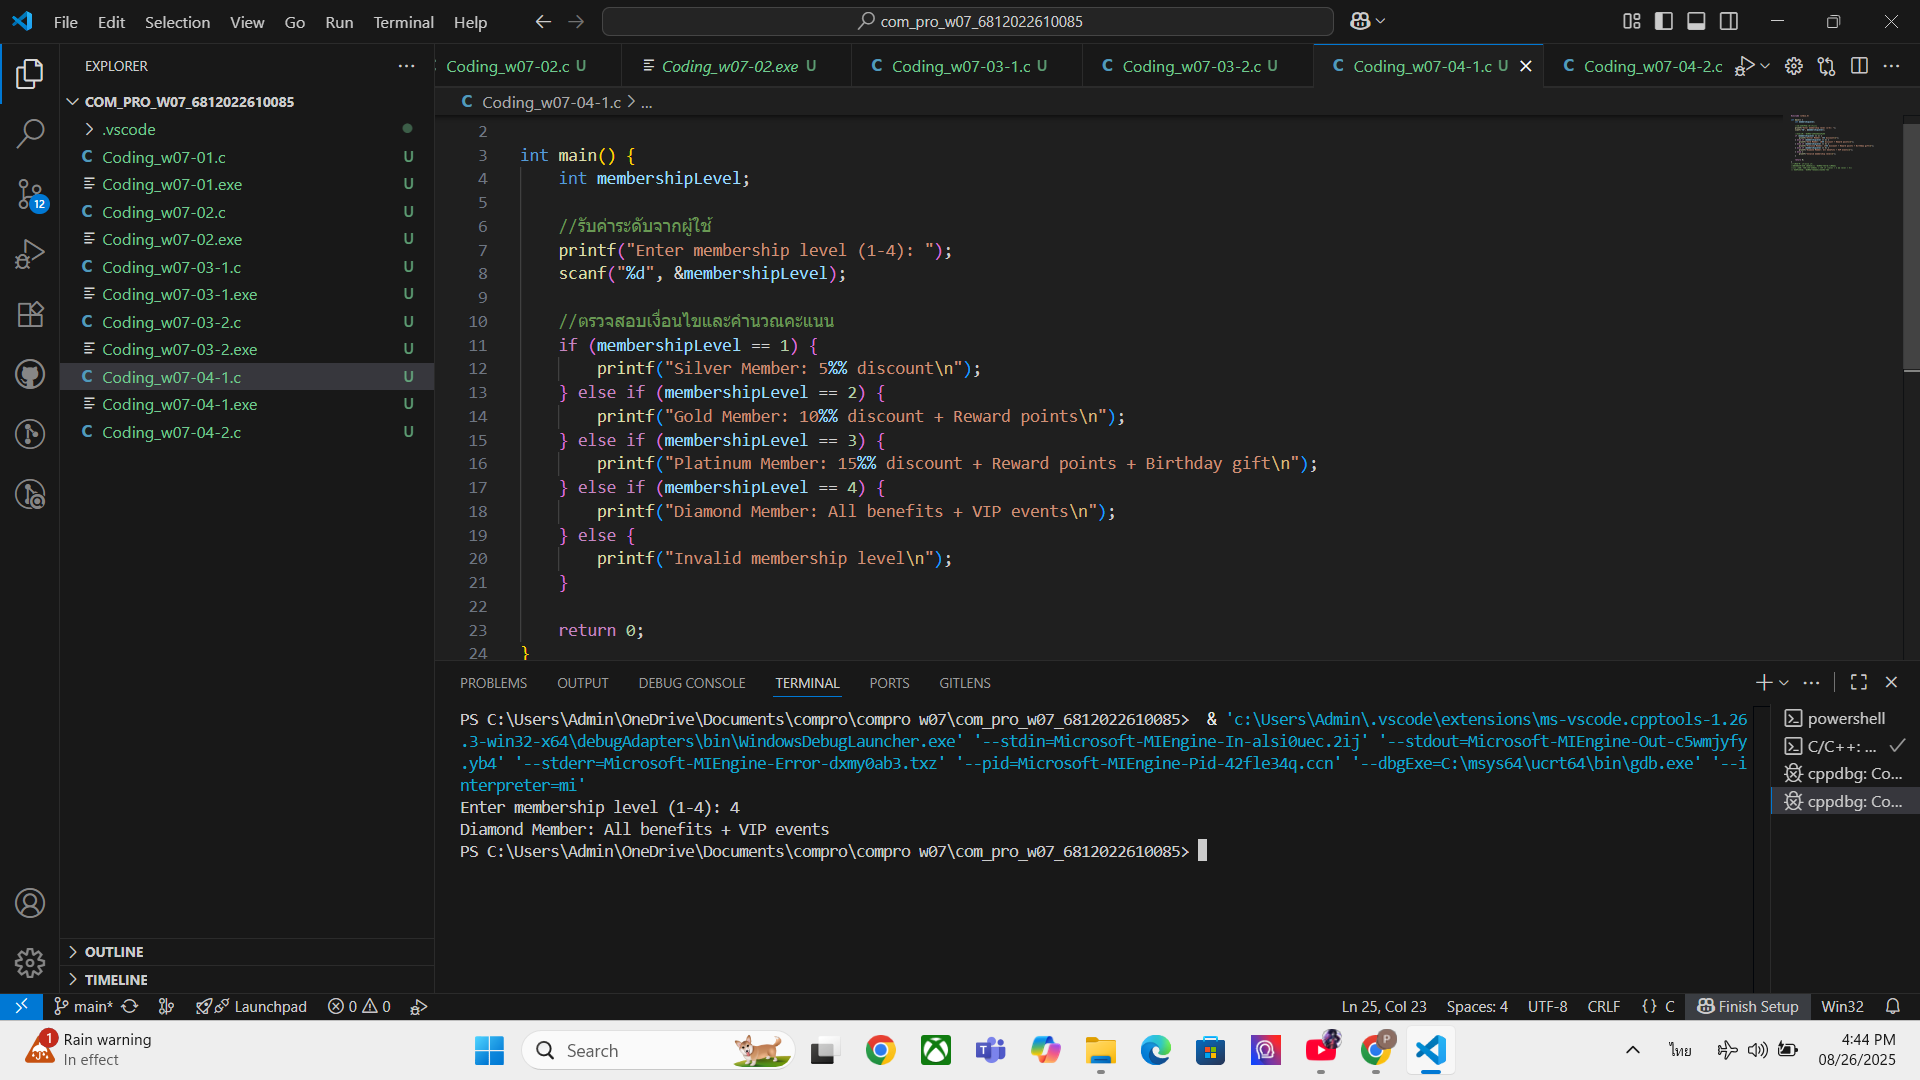 File Edit Selection View Go Run Terminal Help
com_pro_w07_6812022610085
EXPLORER
COM_PRO_W07_6812022610085
.vscode
C Coding_w07-01.c U
Coding_w07-01.exe U
C Coding_w07-02.c U
Coding_w07-02.exe U
C Coding_w07-03-1.c U
Coding_w07-03-1.exe U
C Coding_w07-03-2.c U
Coding_w07-03-2.exe U
C Coding_w07-04-1.c U
Coding_w07-04-1.exe U
C Coding_w07-04-2.c U
12
OUTLINE
TIMELINE
Coding_w07-02.c U Coding_w07-02.exe U C Coding_w07-03-1.c U C Coding_w07-03-2.c U C Coding_w07-04-1.c U C Coding_w07-04-2.c
C Coding_w07-04-1.c > ...
2
3 int main() {
4 int membershipLevel;
5
6 //รับค่าระดับจากผู้ใช้
7 printf("Enter membership level (1-4): ");
8 scanf("%d", &membershipLevel);
9
10 //ตรวจสอบเงื่อนไขและคำนวณคะแนน
11 if (membershipLevel == 1) {
12 printf("Silver Member: 5%% discount\n");
13 } else if (membershipLevel == 2) {
14 printf("Gold Member: 10%% discount + Reward points\n");
15 } else if (membershipLevel == 3) {
16 printf("Platinum Member: 15%% discount + Reward points + Birthday gift\n");
17 } else if (membershipLevel == 4) {
18 printf("Diamond Member: All benefits + VIP events\n");
19 } else {
20 printf("Invalid membership level\n");
21 }
22
23 return 0;
24 }
PROBLEMS OUTPUT DEBUG CONSOLE TERMINAL PORTS GITLENS
PS C:\Users\Admin\OneDrive\Documents\compro\compro w07\com_pro_w07_6812022610085> & 'c:\Users\Admin\.vscode\extensions\ms-vscode.cpptools-1.26
.3-win32-x64\debugAdapters\bin\WindowsDebugLauncher.exe' '--stdin=Microsoft-MIEngine-In-alsi0uec.2ij' '--stdout=Microsoft-MIEngine-Out-c5wmjyfy
.yb4' '--stderr=Microsoft-MIEngine-Error-dxmy0ab3.txz' '--pid=Microsoft-MIEngine-Pid-42fle34q.ccn' '--dbgExe=C:\msys64\ucrt64\bin\gdb.exe' '--i
nterpreter=mi'
Enter membership level (1-4): 4
Diamond Member: All benefits + VIP events
PS C:\Users\Admin\OneDrive\Documents\compro\compro w07\com_pro_w07_6812022610085>
powershell
C/C++: ...
cppdbg: Co...
cppdbg: Co...
main* Launchpad 0 0 Ln 25, Col 23 Spaces: 4 UTF-8 CRLF {} C Finish Setup Win32
1 Rain warning
In effect
Search
P
ไทย
4:44 PM
08/26/2025